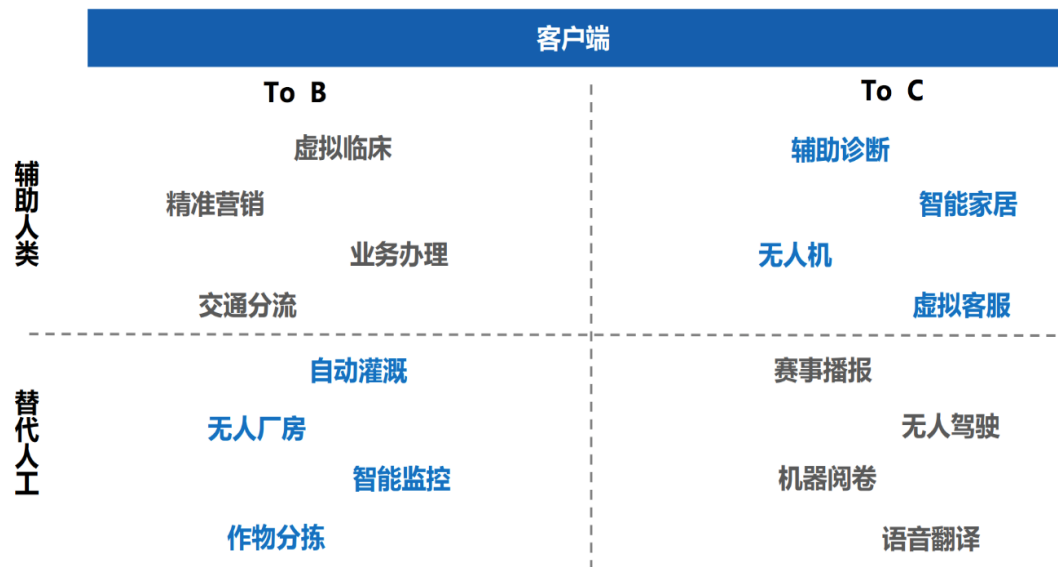 客户端
To B
To C
辅助人类
虚拟临床
精准营销
业务办理
交通分流
辅助诊断
智能家居
无人机
虚拟客服
替代人工
自动灌溉
无人厂房
智能监控
作物分拣
赛事播报
无人驾驶
机器阅卷
语音翻译